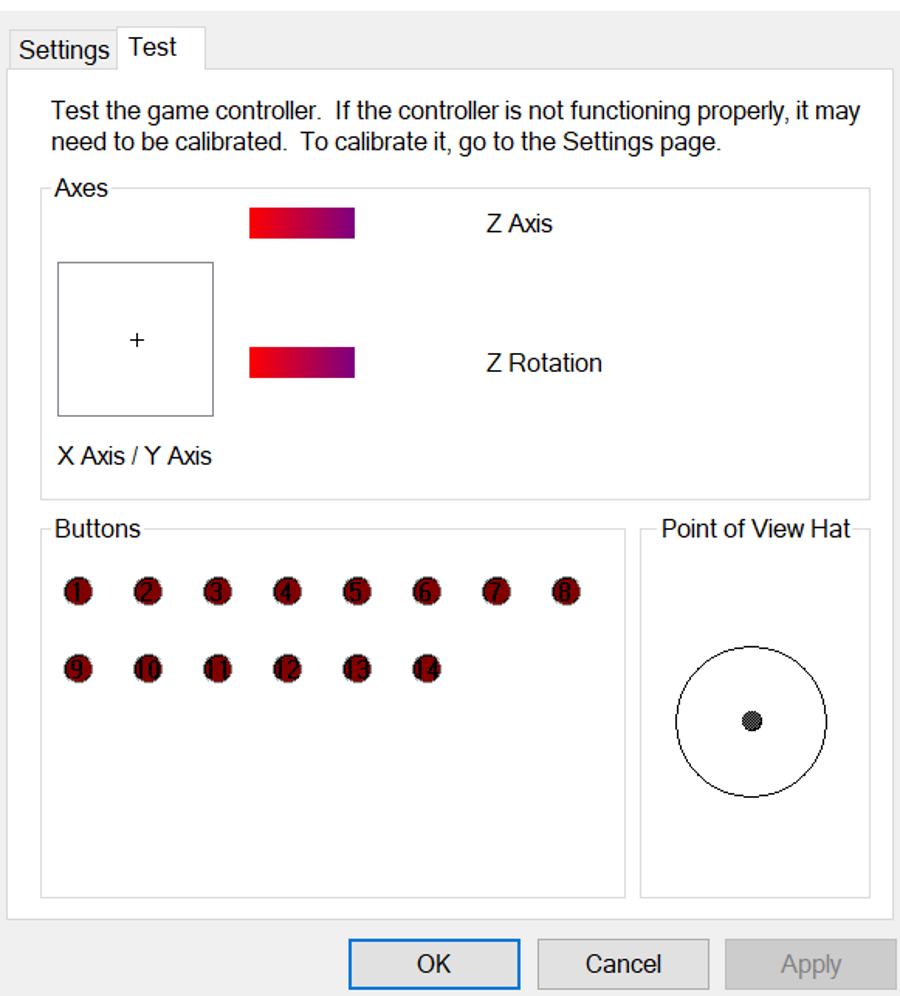 Settings Test
Test the game controller.  If the controller is not functioning properly, it may
need to be calibrated.  To calibrate it, go to the Settings page.
Axes
Z Axis
Z Rotation
X Axis / Y Axis
Buttons
1 2 3 4 5 6 7 8
9 10 11 12 13 14
Point of View Hat
OK Cancel Apply